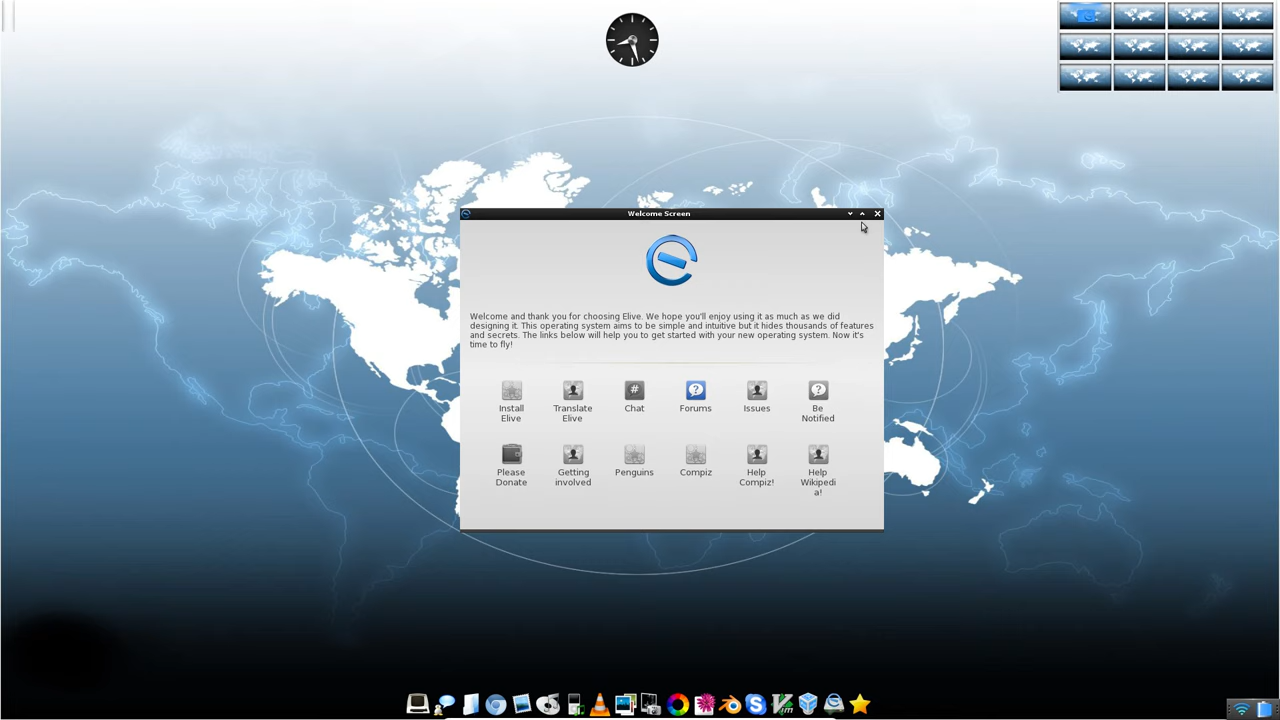 Welcome Screen
Welcome and thank you for choosing Elive. We hope you'll enjoy using it as much as we did
designing it. This operating system aims to be simple and intuitive but it hides thousands of features
and secrets. The links below will help you to get started with your new operating system. Now it's
time to fly!
Install
Elive
Translate
Elive
Chat
Forums
Issues
Be
Notified
Please
Donate
Getting
involved
Penguins
Compiz
Help
Compiz!
Help
Wikipedi
a!